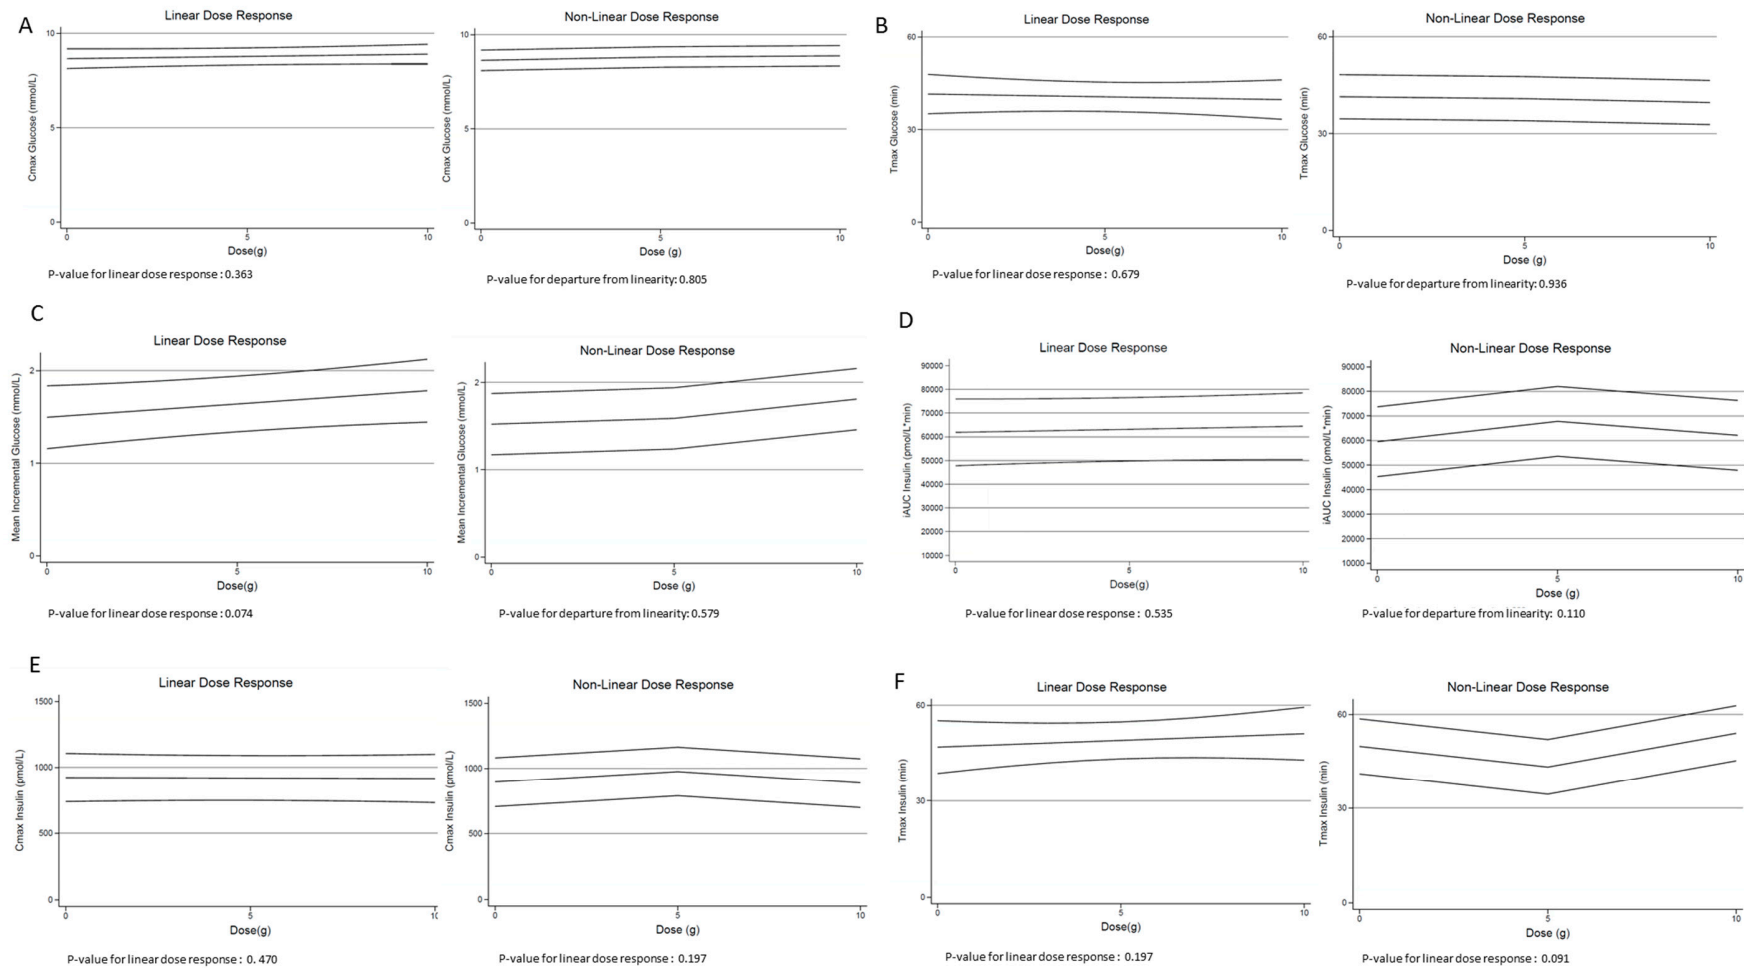 A
Linear Dose Response
Cmax Glucose (mmol/L)
10
5
0
0 5 10
Dose(g)
P-value for linear dose response : 0.363
Non-Linear Dose Response
Cmax Glucose (mmol/L)
10
5
0
0 5 10
Dose(g)
P-value for departure from linearity: 0.805
B
Linear Dose Response
Tmax Glucose (min)
60
30
0
0 5 10
Dose (g)
P-value for linear dose response : 0.679
Non-Linear Dose Response
Tmax Glucose (min)
60
30
0
0 5 10
Dose (g)
P-value for departure from linearity: 0.936
C
Linear Dose Response
Mean Incremental Glucose (mmol/L)
2
1
0
0 5 10
Dose(g)
P-value for linear dose response : 0.074
Non-Linear Dose Response
Mean Incremental Glucose (mmol/L)
2
1
0
0 5 10
Dose (g)
P-value for departure from linearity: 0.579
D
Linear Dose Response
iAUC Insulin (pmol/L*min)
90000
80000
70000
60000
50000
40000
30000
20000
10000
0 5 10
Dose(g)
P-value for linear dose response : 0.535
Non-Linear Dose Response
iAUC Insulin (pmol/L*min)
90000
80000
70000
60000
50000
40000
30000
20000
10000
0 5 10
Dose (g)
P-value for departure from linearity: 0.110
E
Linear Dose Response
Cmax Insulin (pmol/L)
1500
1000
500
0
0 5 10
Dose(g)
P-value for linear dose response : 0. 470
Non-Linear Dose Response
Cmax Insulin (pmol/L)
1500
1000
500
0
0 5 10
Dose (g)
P-value for linear dose response : 0.197
F
Linear Dose Response
Tmax Insulin (min)
60
30
0
0 5 10
Dose(g)
P-value for linear dose response : 0.197
Non-Linear Dose Response
Tmax Insulin (min)
60
30
0
0 5 10
Dose (g)
P-value for linear dose response : 0.091